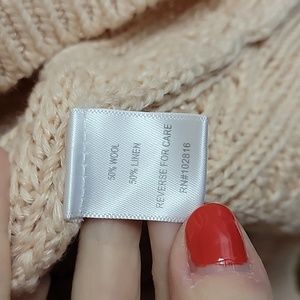 50% WOOL
50% LINEN
REVERSE FOR CARE
RN#102816